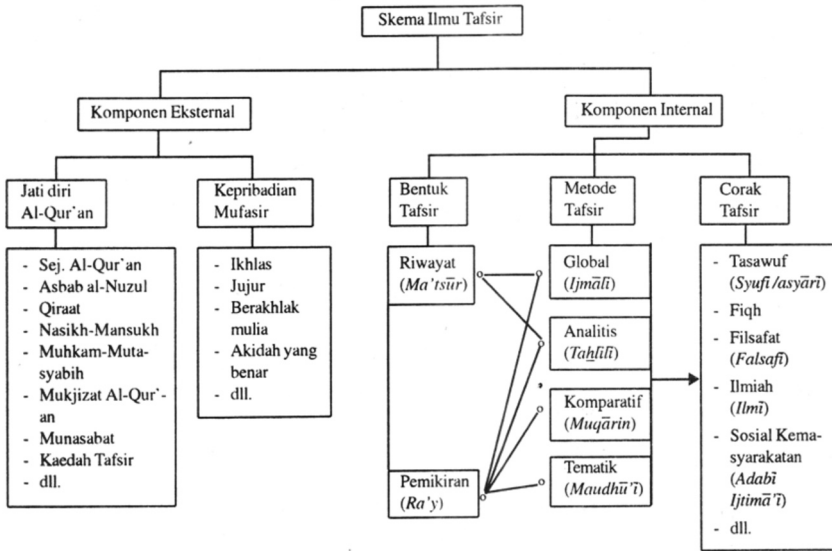 Skema Ilmu Tafsir
Komponen Eksternal
Komponen Internal
Jati diri
Al-Qur'an
Kepribadian
Mufasir
Bentuk
Tafsir
Metode
Tafsir
Corak
Tafsir
- Sej. Al-Qur'an
- Asbab al-Nuzul
- Qiraat
- Nasikh-Mansukh
- Muhkam-Muta-
syabih
- Mukjizat Al-Qur'-
an
- Munasabat
- Kaedah Tafsir
- dll.
- Ikhlas
- Jujur
- Berakhlak
mulia
- Akidah yang
benar
- dll.
Riwayat
(Ma'tsūr)
Pemikiran
(Ra'y)
Global
(Ijmālī)
Analitis
(Taẖlīlī)
Komparatif
(Muqārin)
Tematik
(Maudhū'ī)
- Tasawuf
(Syufi/asyārī)
- Fiqh
- Filsafat
(Falsafī)
- Ilmiah
(Ilmī)
- Sosial Kema-
syarakatan
(Adabī
Ijtimā'ī)
- dll.